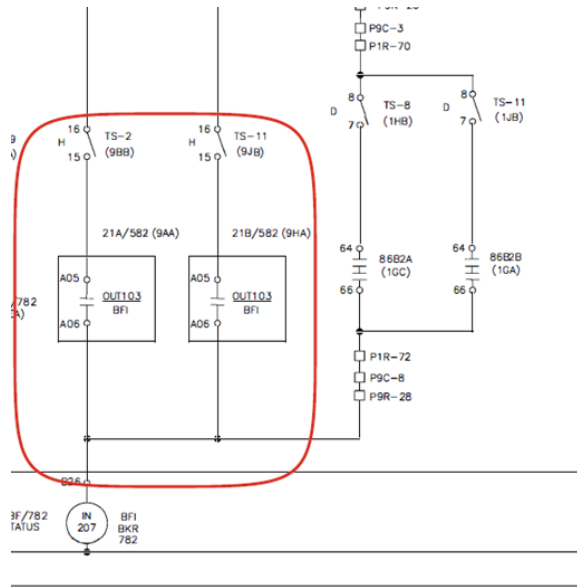 P9C-3
P1R-70
16
H
15
TS-2
(9BB)
16
H
15
TS-11
(9JB)
8
D
7
TS-8
(1HB)
8
D
7
TS-11
(1JB)
21A/582 (9AA)
21B/582 (9HA)
A05
OUT103
BFI
A06
A05
OUT103
BFI
A06
64
86B2A
(1GC)
66
64
86B2B
(1GA)
66
/782
P1R-72
P9C-8
P9R-28
B26
BF/782
TATUS
IN
207
BFI
BKR
782